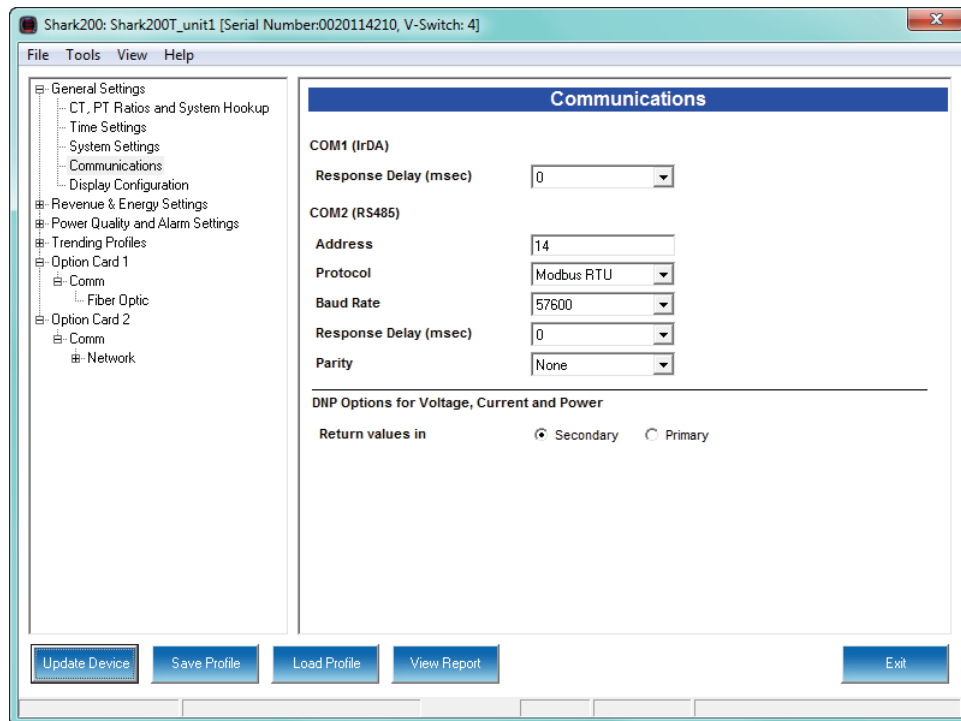 Shark200: Shark200T_unit1 [Serial Number:0020114210, V-Switch: 4]
File Tools View Help
General Settings
CT, PT Ratios and System Hookup
Time Settings
System Settings
Communications
Display Configuration
Revenue & Energy Settings
Power Quality and Alarm Settings
Trending Profiles
Option Card 1
Comm
Fiber Optic
Option Card 2
Comm
Network
Communications
COM1 (IrDA)
Response Delay (msec) 0
COM2 (RS485)
Address 14
Protocol Modbus RTU
Baud Rate 57600
Response Delay (msec) 0
Parity None
DNP Options for Voltage, Current and Power
Return values in Secondary Primary
Update Device Save Profile Load Profile View Report Exit